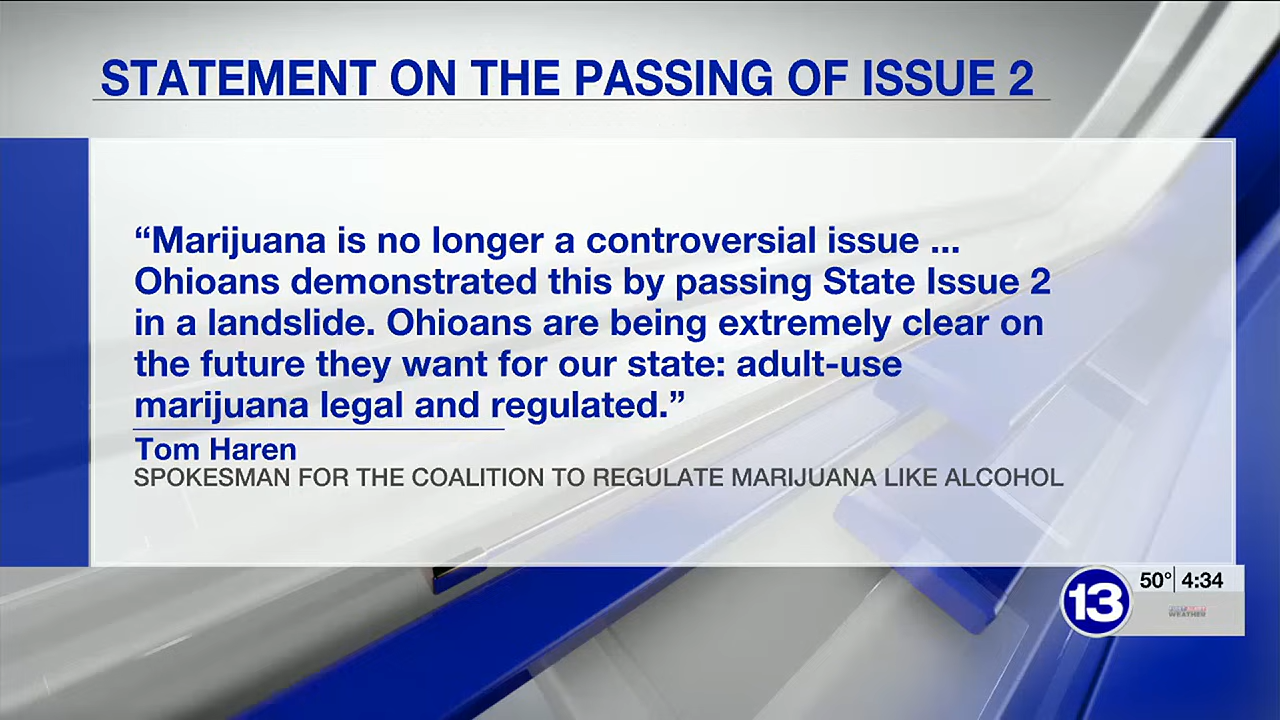 STATEMENT ON THE PASSING OF ISSUE 2
“Marijuana is no longer a controversial issue ...
Ohioans demonstrated this by passing State Issue 2
in a landslide. Ohioans are being extremely clear on
the future they want for our state: adult-use
marijuana legal and regulated.”
Tom Haren
SPOKESMAN FOR THE COALITION TO REGULATE MARIJUANA LIKE ALCOHOL
13
50° 4:34
WEATHER